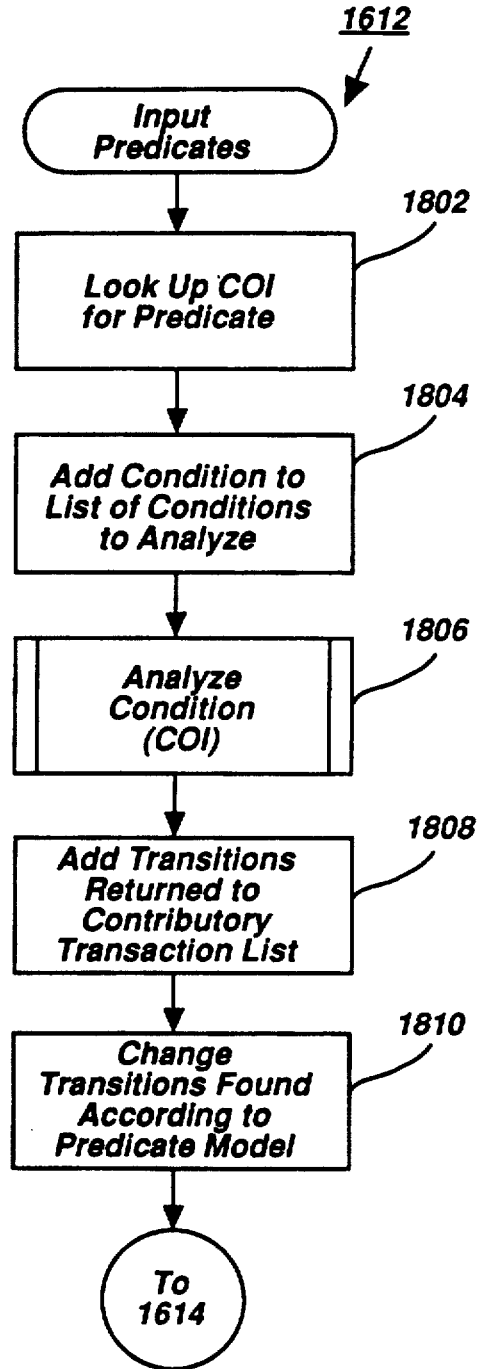 1612
Input
Predicates
1802
Look Up COI
for Predicate
1804
Add Condition to
List of Conditions
to Analyze
1806
Analyze
Condition
(COI)
1808
Add Transitions
Returned to
Contributory
Transaction List
1810
Change
Transitions Found
According to
Predicate Model
To
1614